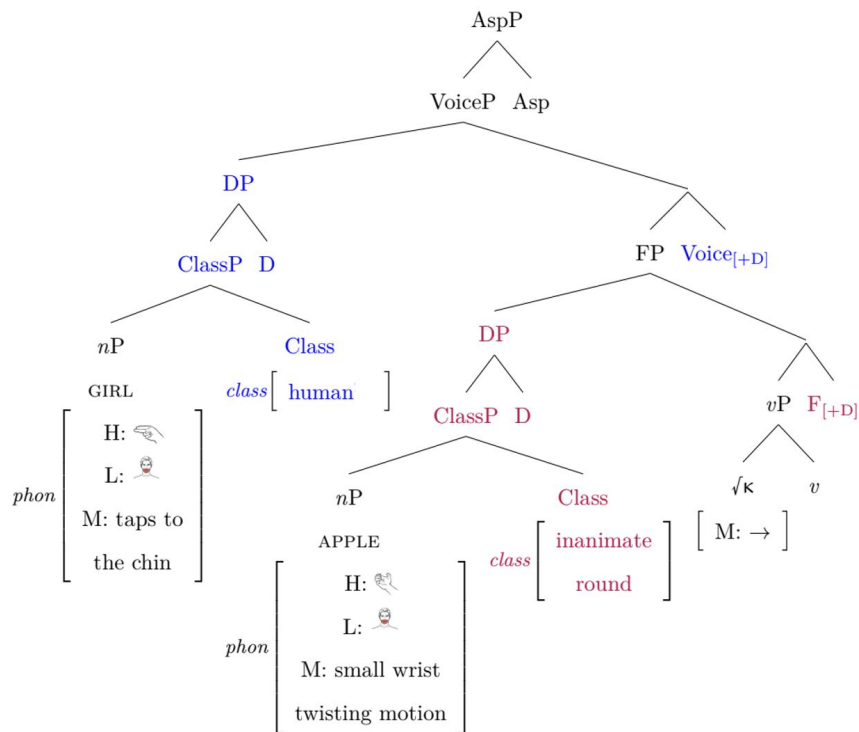 AspP
VoiceP Asp
DP
ClassP D
FP Voice[+D]
nP
Class
DP
GIRL
class [ human ]
ClassP D
vP F[+D]
phon
H:
L:
M: taps to
the chin
nP
Class
√κ
v
APPLE
class
inanimate
round
[ M: → ]
phon
H:
L:
M: small wrist
twisting motion